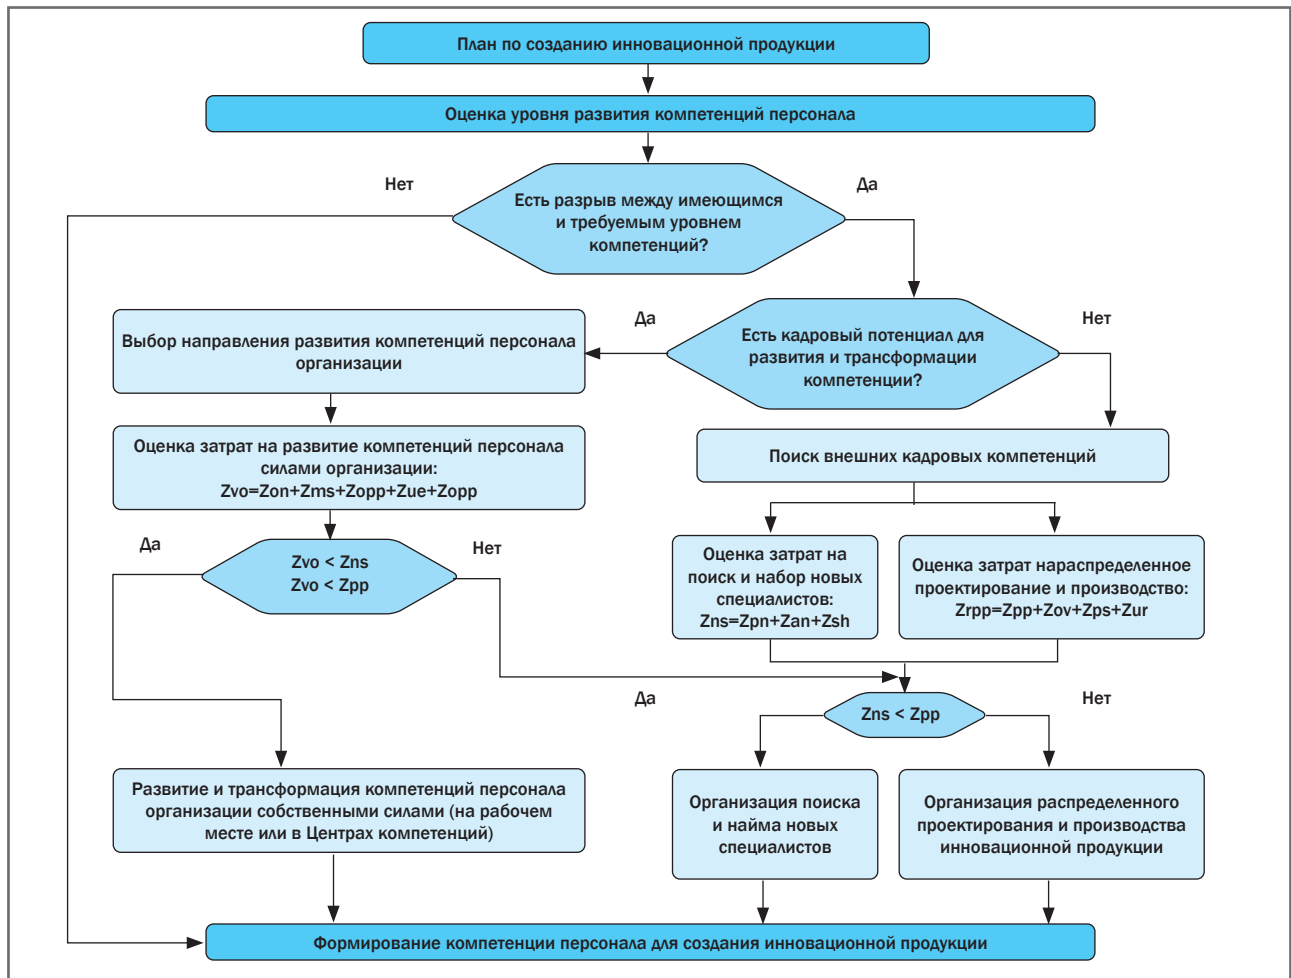 План по созданию инновационной продукции
Оценка уровня развития компетенций персонала
Нет
Да
Есть разрыв между имеющимся
и требуемым уровнем
компетенций?
Да
Нет
Выбор направления развития компетенций персонала
организации
Есть кадровый потенциал для
развития и трансформации
компетенции?
Оценка затрат на развитие компетенций персонала
силами организации:
Zvo=Zon+Zms+Zopp+Zue+Zopp
Поиск внешних кадровых компетенций
Да
Нет
Zvo < Zns
Zvo < Zpp
Оценка затрат на
поиск и набор новых
специалистов:
Zns=Zpn+Zan+Zsh
Оценка затрат нараспределенное
проектирование и производство:
Zrpp=Zpp+Zov+Zps+Zur
Да
Нет
Zns < Zpp
Развитие и трансформация компетенций персонала
организации собственными силами (на рабочем
месте или в Центрах компетенций)
Организация поиска
и найма новых
специалистов
Организация распределенного
проектирования и производства
инновационной продукции
Формирование компетенции персонала для создания инновационной продукции